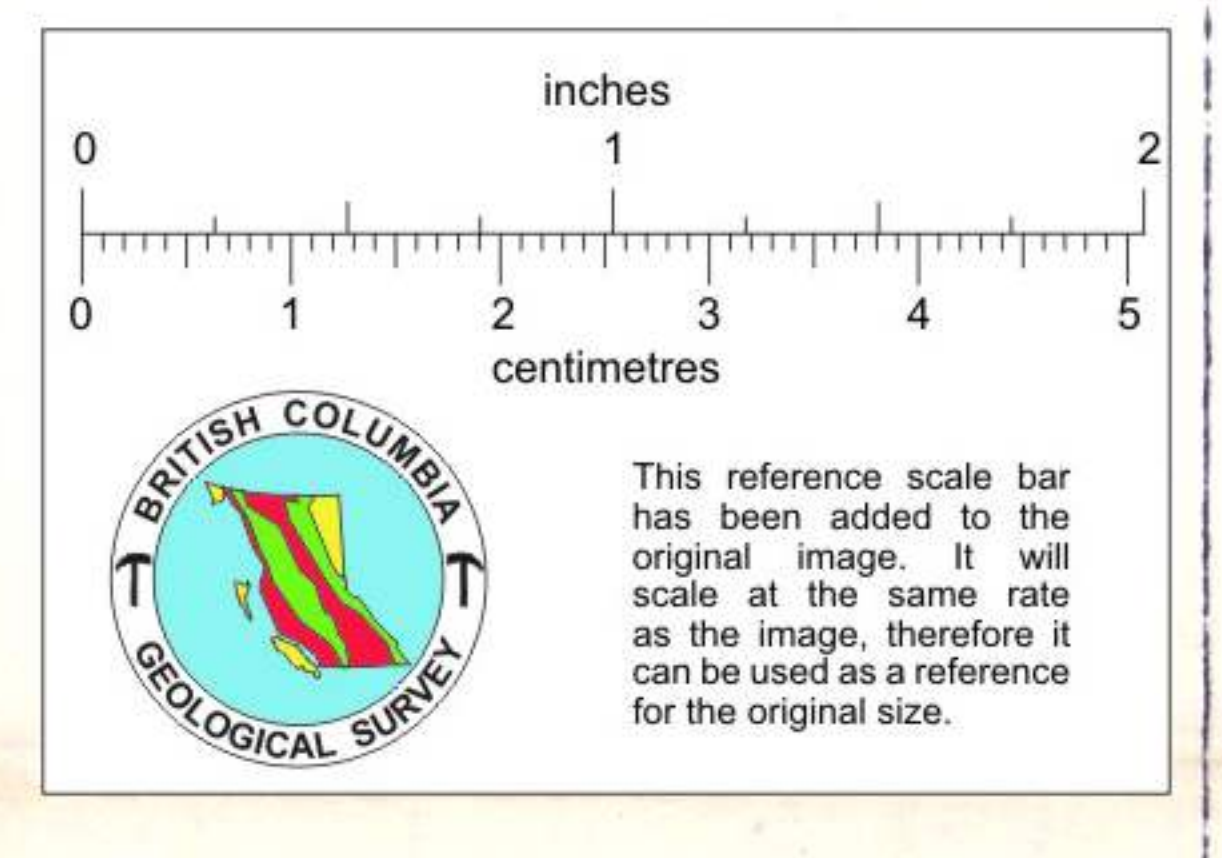 inches
0 1 2
0 1 2 3 4 5
centimetres
BRITISH COLUMBIA
GEOLOGICAL SURVEY
This reference scale bar
has been added to the
original image. It will
scale at the same rate
as the image, therefore it
can be used as a reference
for the original size.